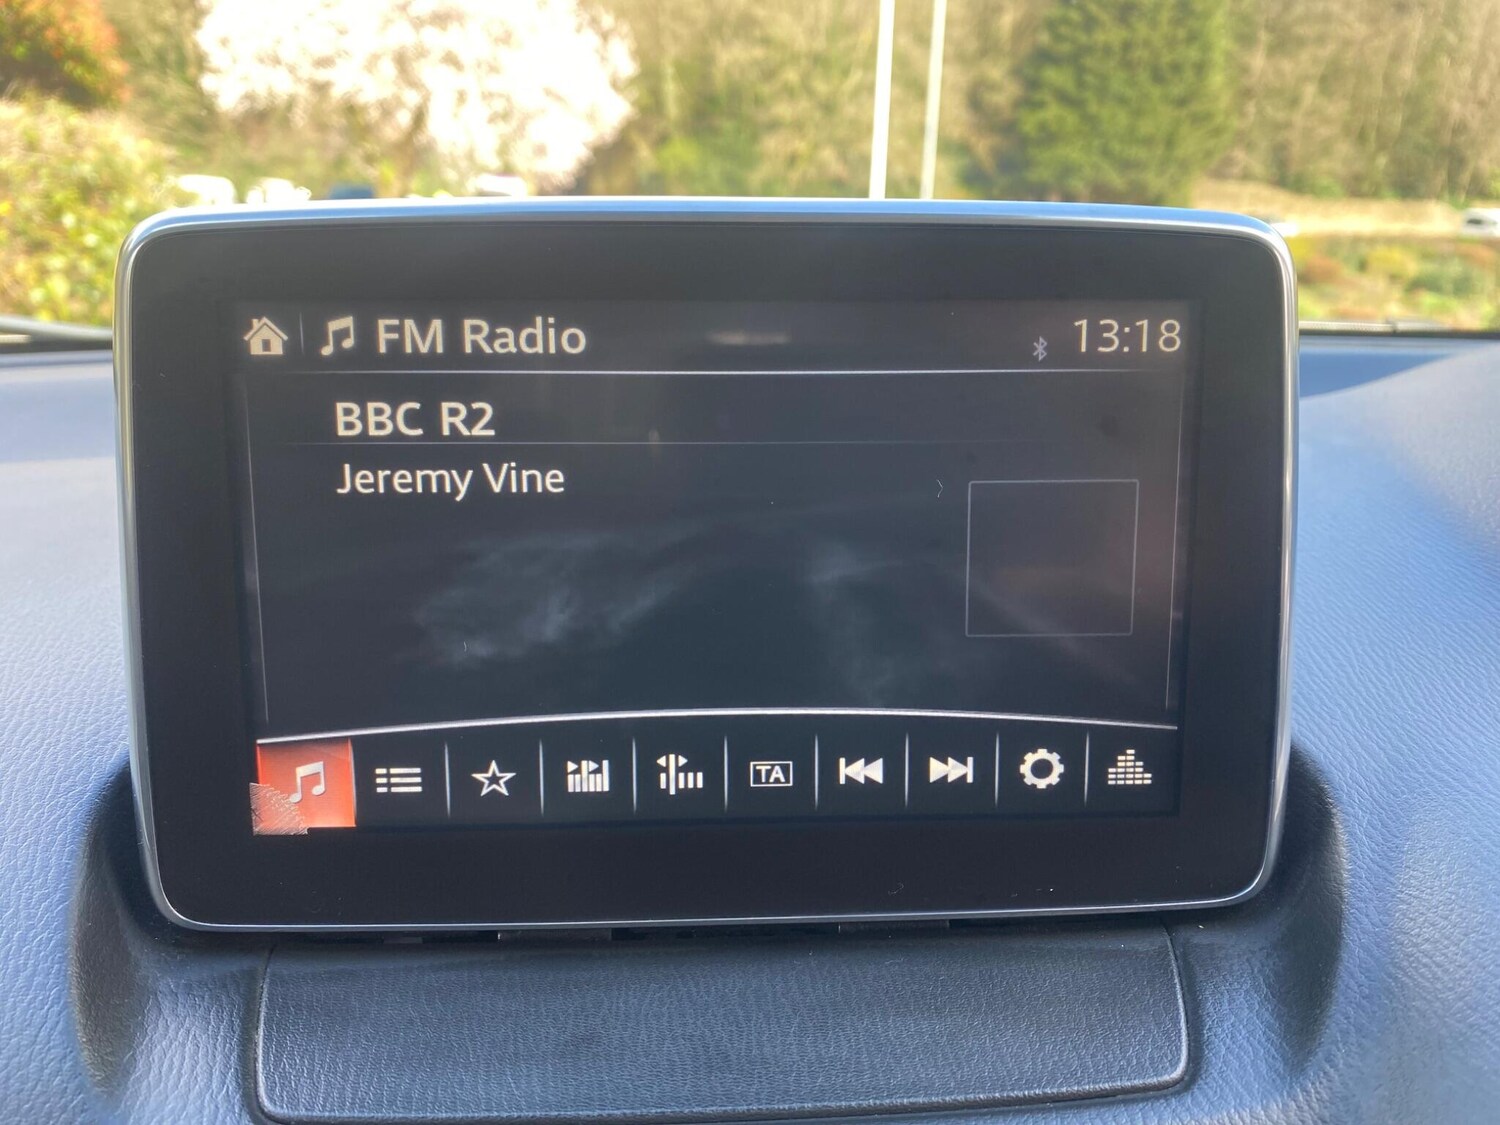 FM Radio 13:18
BBC R2
Jeremy Vine
TA